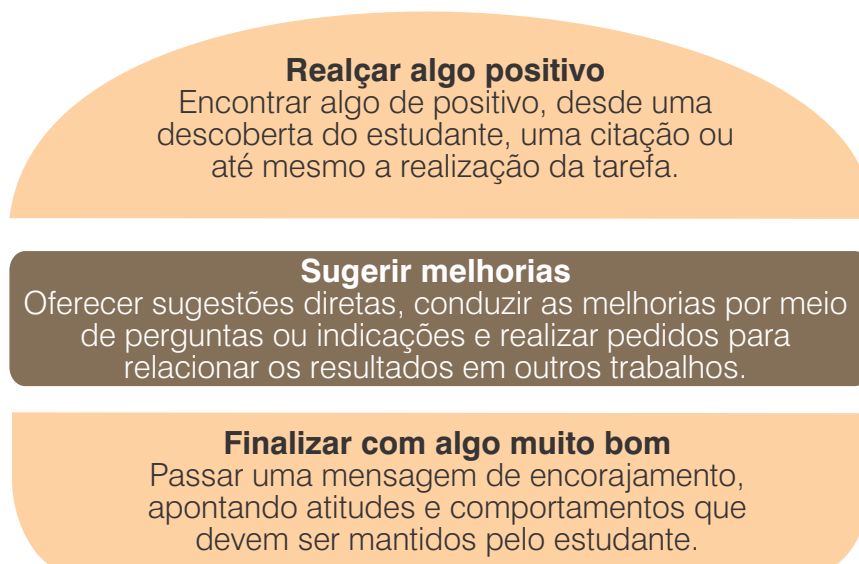 Realçar algo positivo
Encontrar algo de positivo, desde uma
descoberta do estudante, uma citação ou
até mesmo a realização da tarefa.
Sugerir melhorias
Oferecer sugestões diretas, conduzir as melhorias por meio
de perguntas ou indicações e realizar pedidos para
relacionar os resultados em outros trabalhos.
Finalizar com algo muito bom
Passar uma mensagem de encorajamento,
apontando atitudes e comportamentos que
devem ser mantidos pelo estudante.